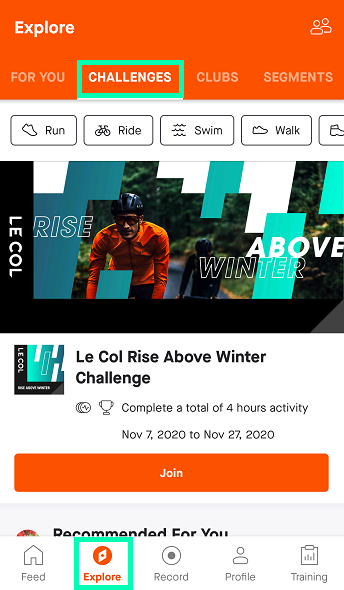 Explore
FOR YOU
CHALLENGES
CLUBS
SEGMENTS
Run
Ride
Swim
Walk
LE COL
RISE
ABOVE
WINTER
LE COL
RISE ABOVE WINTER
Le Col Rise Above Winter
Challenge
Complete a total of 4 hours activity
Nov 7, 2020 to Nov 27, 2020
Join
Recommended For You
Feed
Explore
Record
Profile
Training